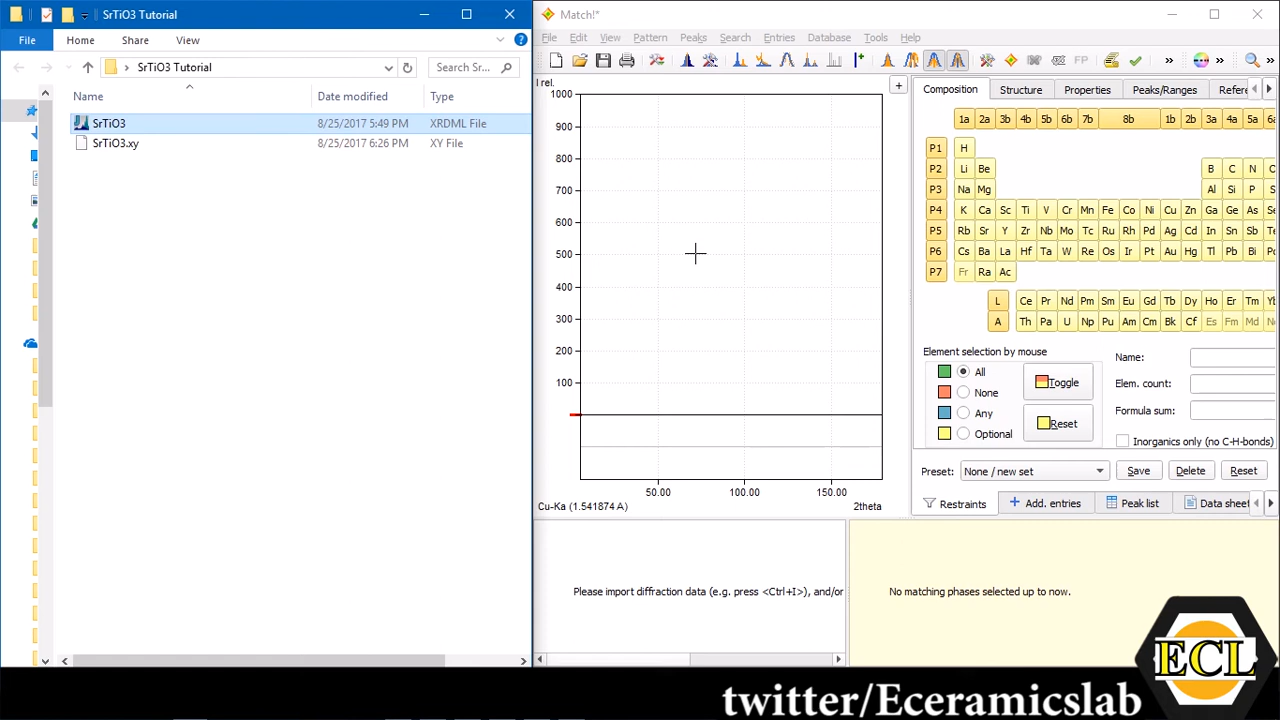 SrTiO3 Tutorial
File Home Share View
SrTiO3 Tutorial Search Sr...
Name Date modified Type
SrTiO3 8/25/2017 5:49 PM XRDML File
SrTiO3.xy 8/25/2017 6:26 PM XY File
Match!*
File Edit View Pattern Peaks Search Entries Database Tools Help
FP » »
I rel.
1000
900
800
700
600
500
400
300
200
100
50.00 100.00 150.00
Cu-Ka (1.541874 A) 2theta
Composition Structure Properties Peaks/Ranges Refere
1a 2a 3b 4b 5b 6b 7b 8b 1b 2b 3a 4a 5a
P1 H
P2 Li Be B C N
P3 Na Mg Al Si P
P4 K Ca Sc Ti V Cr Mn Fe Co Ni Cu Zn Ga Ge As
P5 Rb Sr Y Zr Nb Mo Tc Ru Rh Pd Ag Cd In Sn Sb
P6 Cs Ba La Hf Ta W Re Os Ir Pt Au Hg Tl Pb Bi
P7 Fr Ra Ac
L Ce Pr Nd Pm Sm Eu Gd Tb Dy Ho Er Tm Yb
A Th Pa U Np Pu Am Cm Bk Cf Es Fm Md
Element selection by mouse
All
None
Any
Optional
Toggle
Reset
Name:
Elem. count:
Formula sum:
Inorganics only (no C-H-bonds)
Preset: None / new set Save Delete Reset
Restraints Add. entries Peak list Data sheet
Please import diffraction data (e.g. press <Ctrl+I>), and/or
No matching phases selected up to now.
ECL
twitter/Eceramicslab